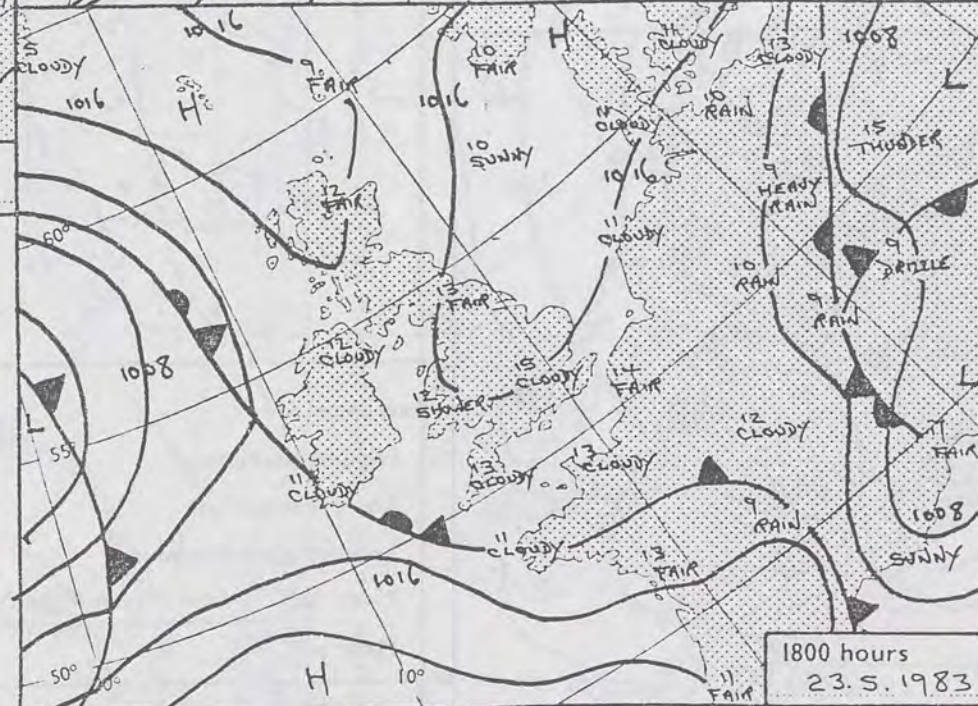 1016
H
15
CLOUDY
9
FAIR
10
FAIR
CLOUDY
13
CLOUDY
1008
L
1016
H
1016
10
RAIN
CLOUDY
15
THUNDER
10
SUNNY
12
FAIR
1016
9
HEAVY
RAIN
60°
11
CLOUDY
9
DRIZZLE
10
RAIN
9
RAIN
13
FAIR
12
CLOUDY
1008
15
CLOUDY
14
FAIR
12
SHOWER
L
L
55
12
CLOUDY
17
FAIR
11
CLOUDY
13
CLOUDY
13
CLOUDY
9
RAIN
1008
11
CLOUDY
13
FAIR
SUNNY
1016
50°
H
10°
11
FAIR
1800 hours
23.5.1983